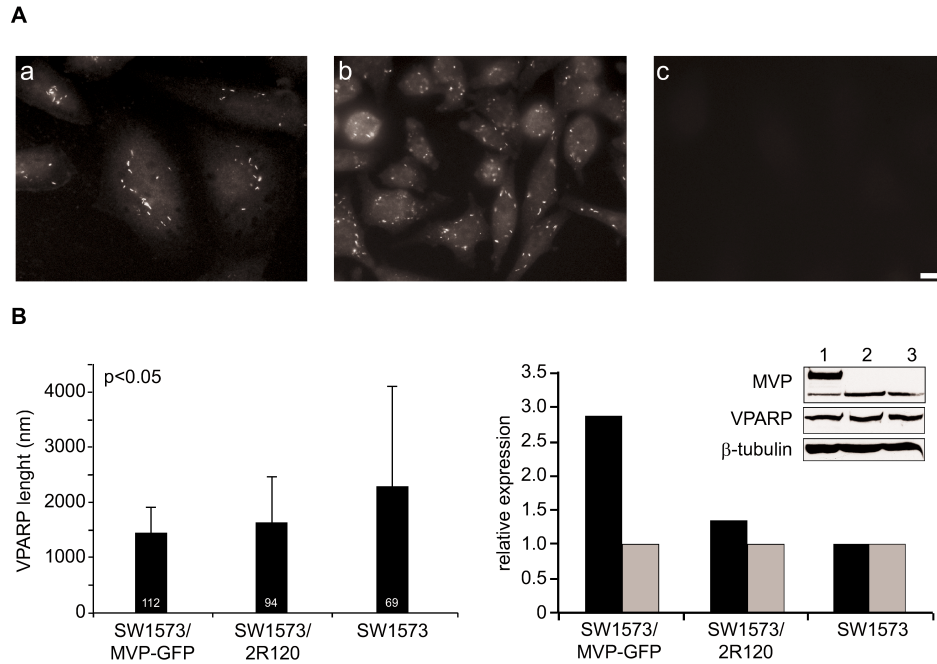 A
a
b
c
B
p<0.05
4000
3000
2000
1000
0
VPARP lenght (nm)
112
94
69
SW1573/
MVP-GFP
SW1573/
2R120
SW1573
3.5
3.0
2.5
2.0
1.5
1.0
0.5
0
relative expression
1 2 3
MVP
VPARP
β-tubulin
SW1573/
MVP-GFP
SW1573/
2R120
SW1573